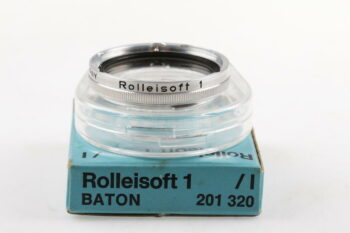 Rolleisoft 1
/I
Rolleisoft 1 /I
BATON 201 320